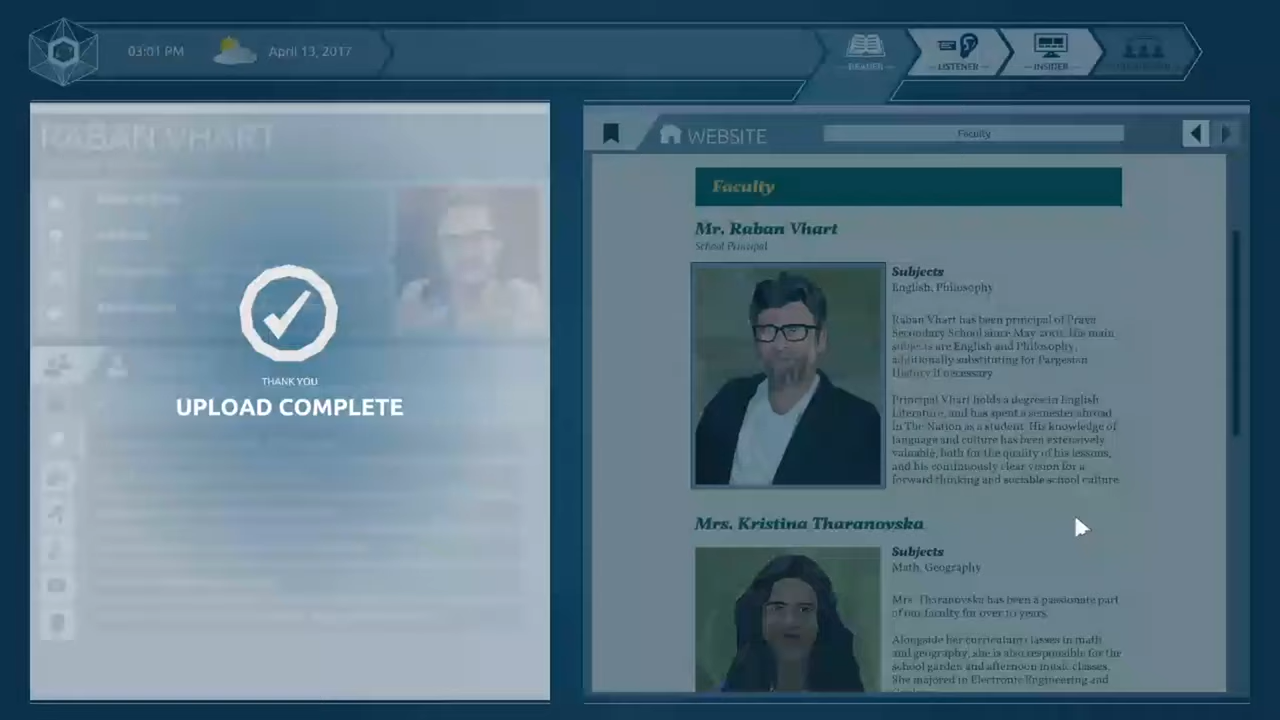 03:01 PM
April 13, 2017
READER
LISTENER
INSIDER
RABAN VHART
THANK YOU
UPLOAD COMPLETE
WEBSITE
Faculty
Faculty
Mr. Raban Vhart
School Principal
Subjects
English, Philosophy
Raban Vhart has been principal of Prava
Secondary School since May 2001. His main
subjects are English and Philosophy,
additionally substituting for Pargesian
History if necessary
Principal Vhart holds a degree in English
Literature, and has spent a semester abroad
in The Nation as a student. His knowledge of
language and culture has been extensively
valuable, both for the quality of his lessons,
and his continuously clear vision for a
forward thinking and sociable school culture
Mrs. Kristina Tharanovska
Subjects
Math, Geography
Mrs. Tharanovska has been a passionate part
of our faculty for over 10 years.
Alongside her curriculum classes in math
and geography, she is also responsible for the
school garden and afternoon music classes.
She majored in Electronic Engineering and